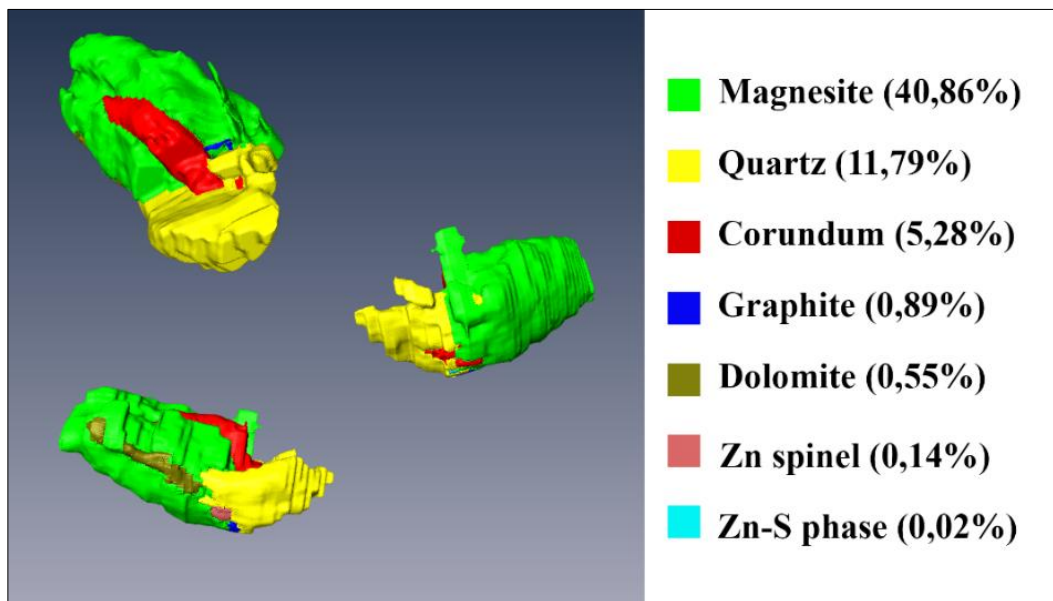 Magnesite (40,86%)
Quartz (11,79%)
Corundum (5,28%)
Graphite (0,89%)
Dolomite (0,55%)
Zn spinel (0,14%)
Zn-S phase (0,02%)